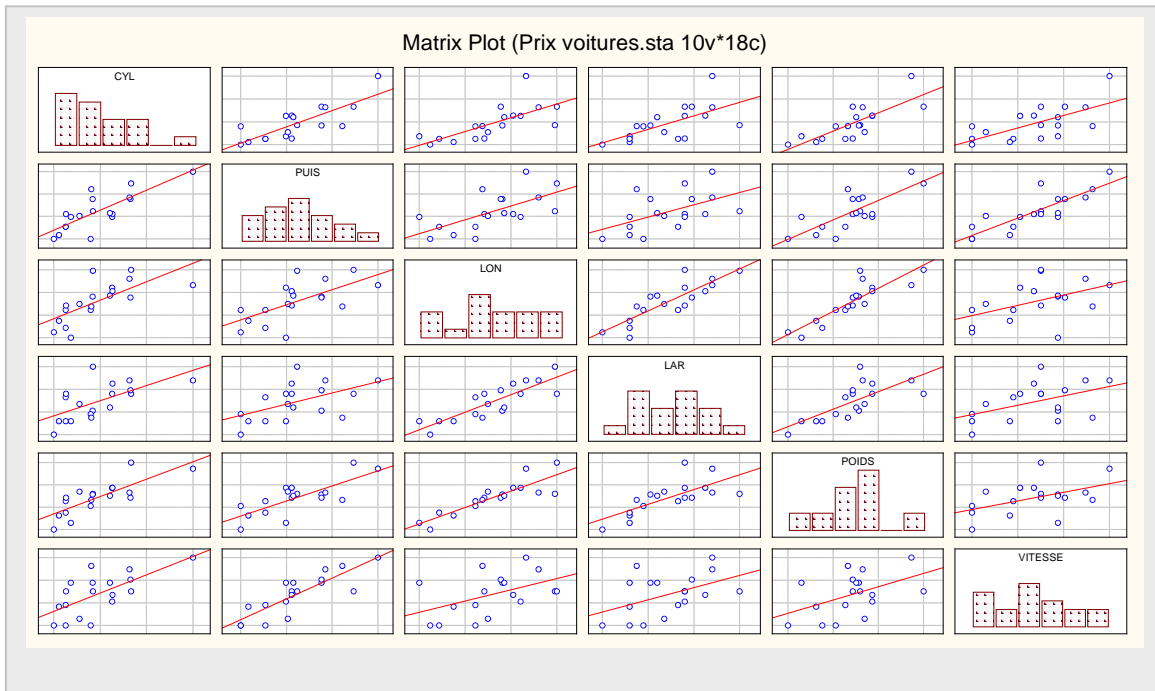 Matrix Plot (Prix voitures.sta 10v*18c)
CYL
PUIS
LON
LAR
POIDS
VITESSE